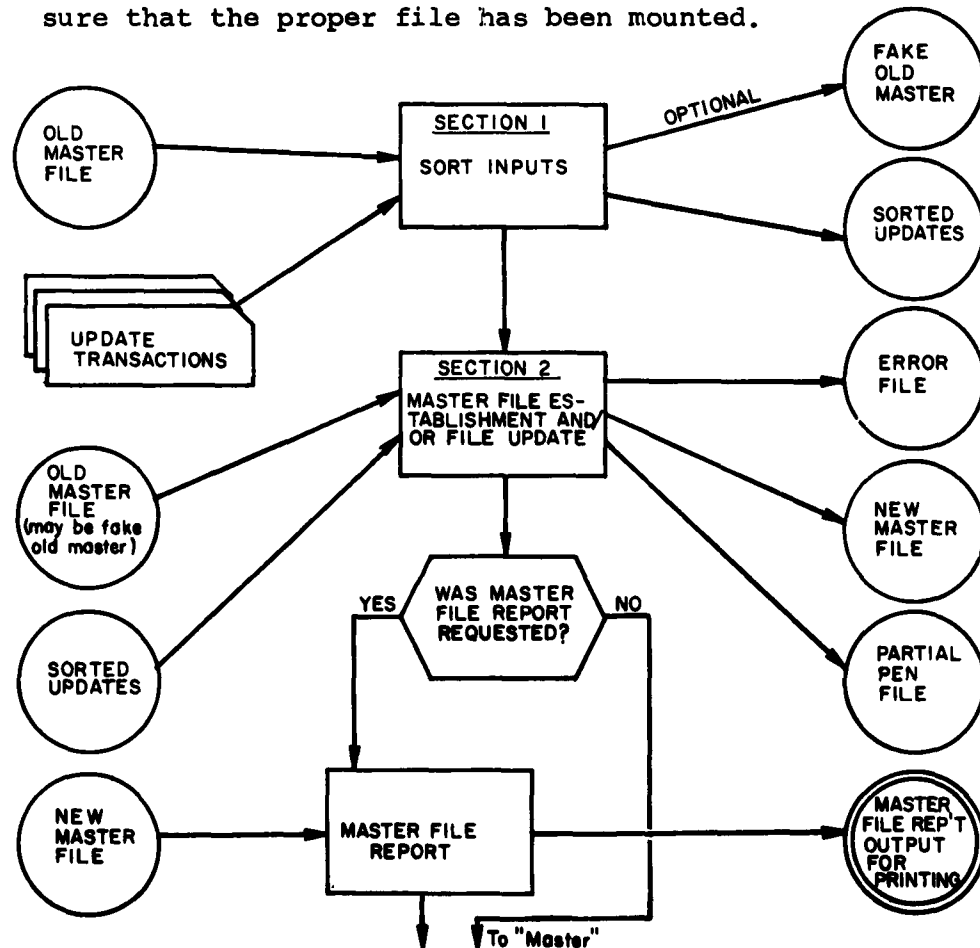 sure that the proper file has been mounted.
FAKE
OLD
MASTER
OPTIONAL
OLD
MASTER
FILE
SECTION 1
SORT INPUTS
SORTED
UPDATES
UPDATE
TRANSACTIONS
SECTION 2
MASTER FILE ES-
TABLISHMENT AND/
OR FILE UPDATE
ERROR
FILE
OLD
MASTER
FILE
(may be fake
old master)
NEW
MASTER
FILE
YES
WAS MASTER
FILE REPORT
REQUESTED?
NO
SORTED
UPDATES
PARTIAL
PEN
FILE
NEW
MASTER
FILE
MASTER FILE
REPORT
MASTER
FILE REP'T
OUTPUT
FOR
PRINTING
To "Master"